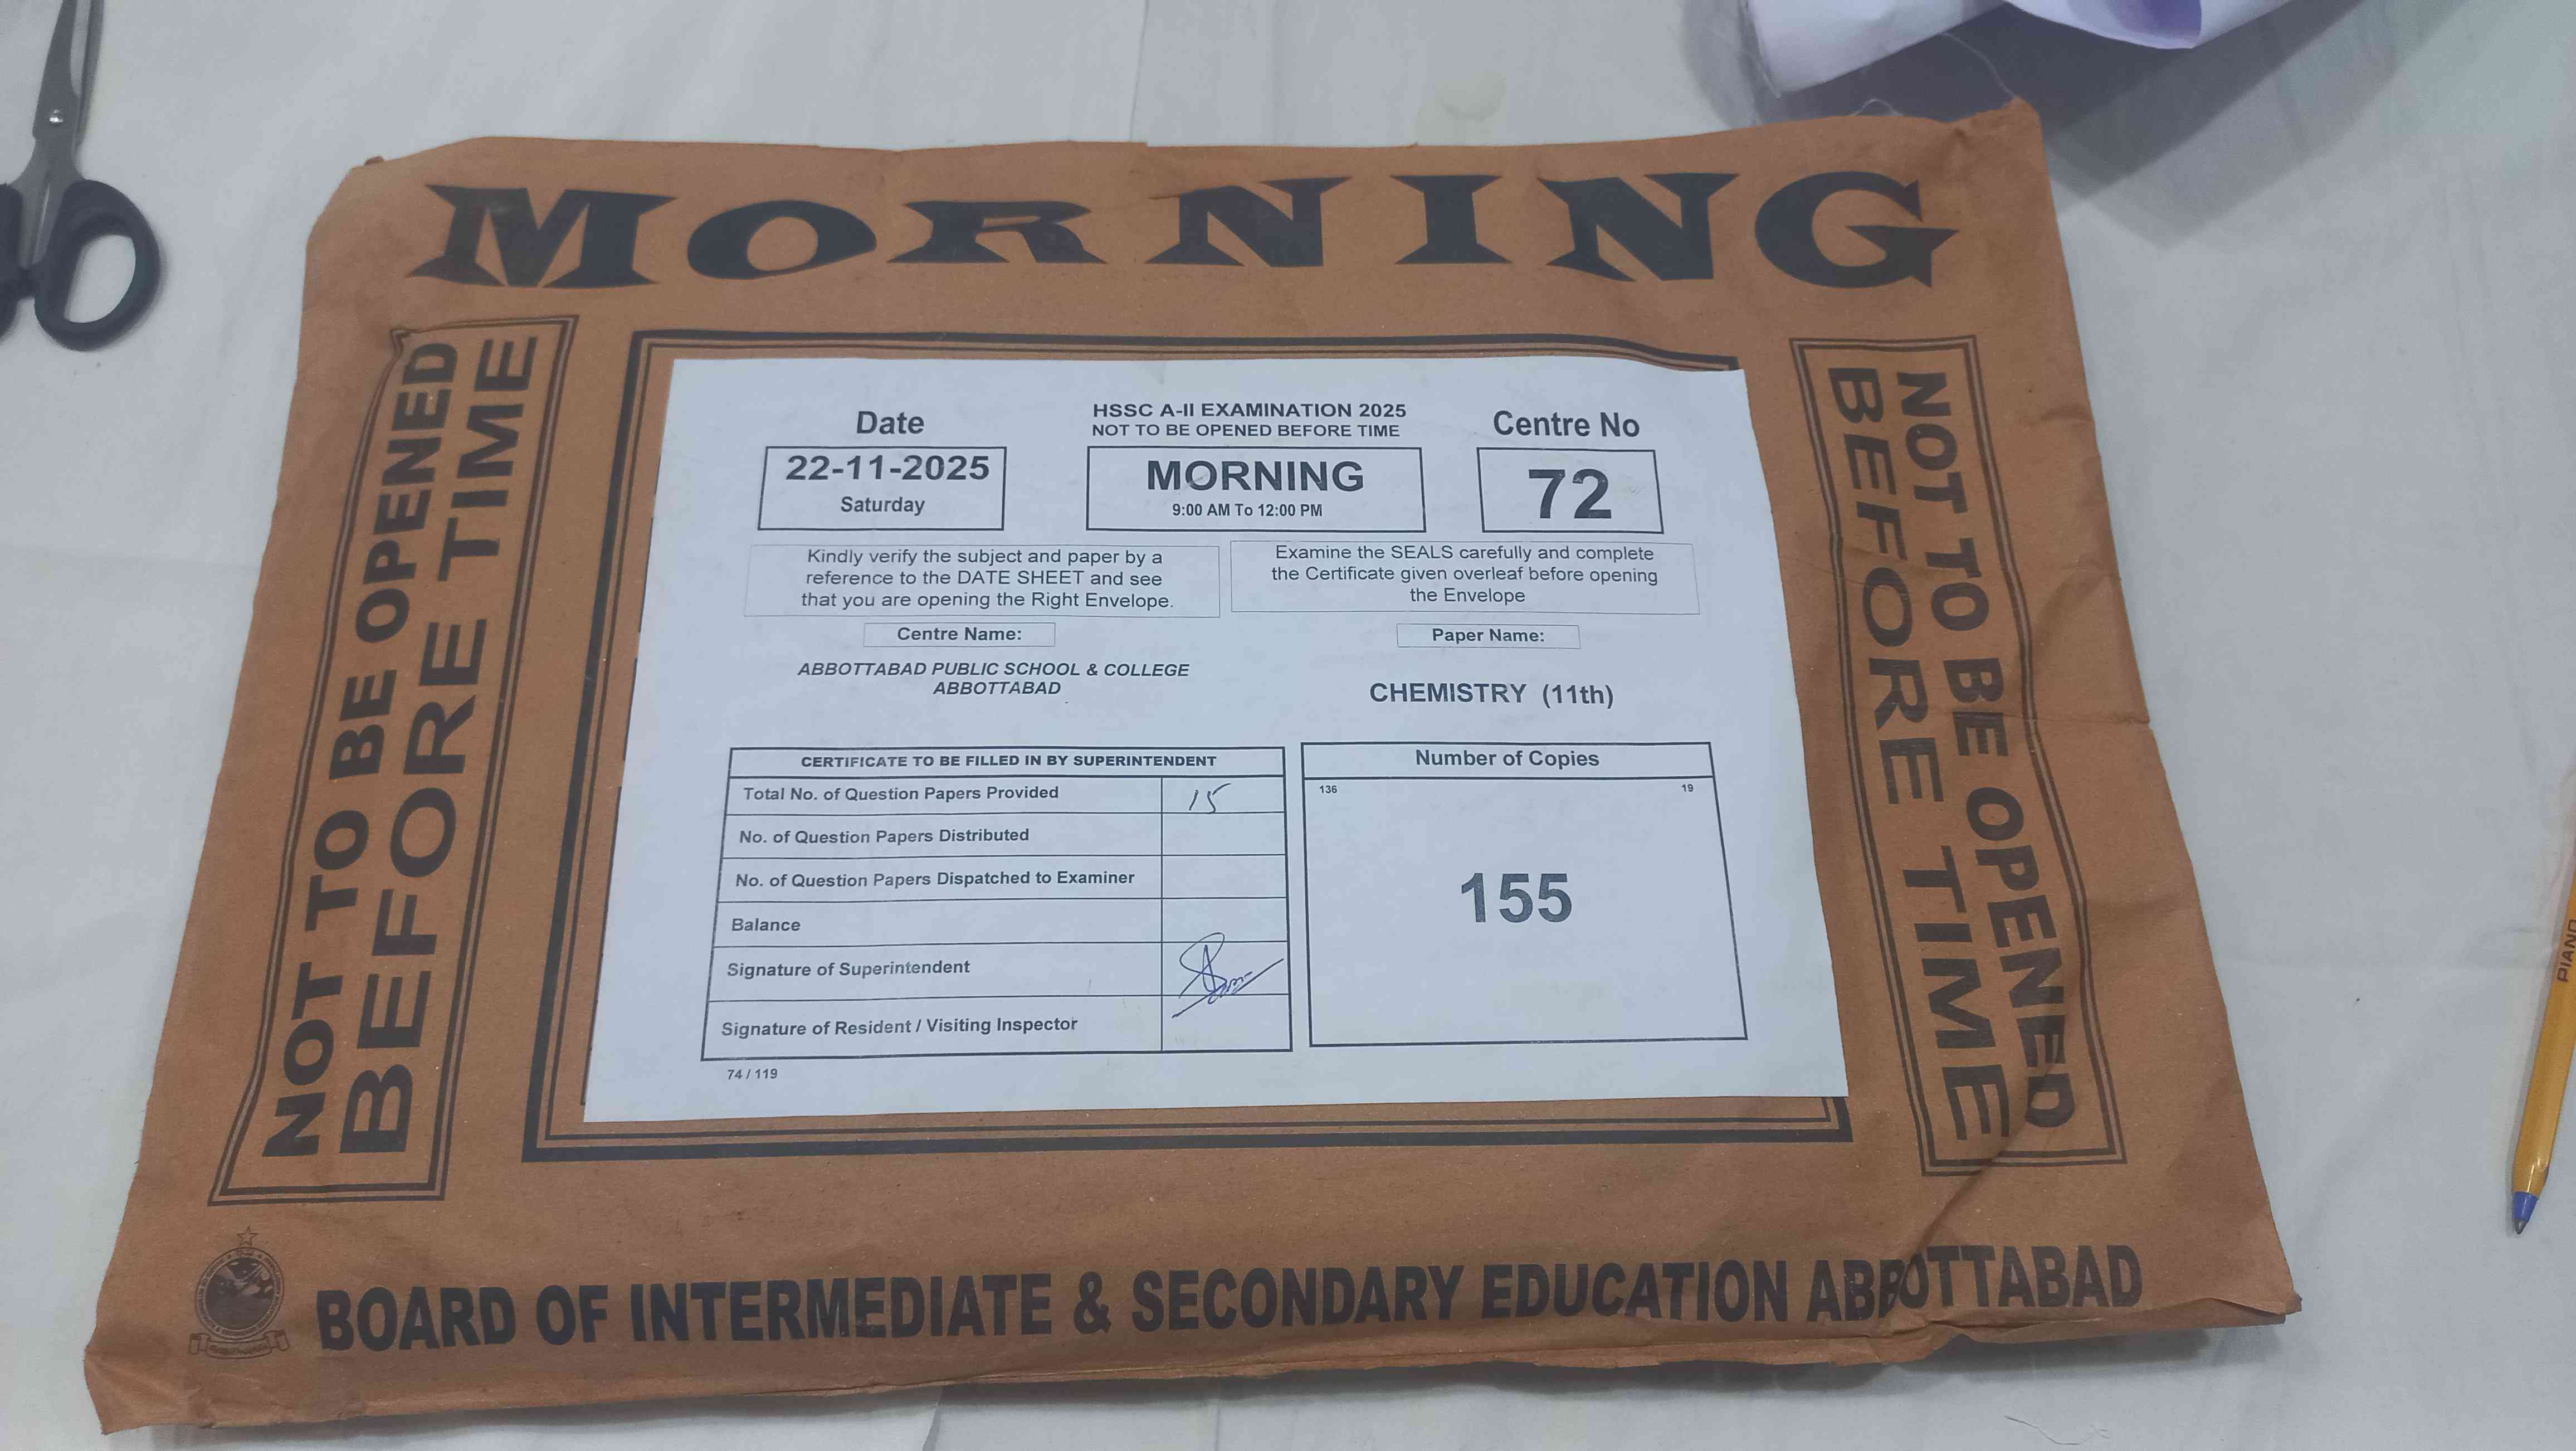 MORNING
NOT TO BE OPENED
BEFORE TIME
Date
22-11-2025
Saturday
HSSC A-II EXAMINATION 2025
NOT TO BE OPENED BEFORE TIME
MORNING
9:00 AM To 12:00 PM
Centre No
72
Kindly verify the subject and paper by a
reference to the DATE SHEET and see
that you are opening the Right Envelope.
Examine the SEALS carefully and complete
the Certificate given overleaf before opening
the Envelope
Centre Name:
ABBOTTABAD PUBLIC SCHOOL & COLLEGE
ABBOTTABAD
Paper Name:
CHEMISTRY (11th)
CERTIFICATE TO BE FILLED IN BY SUPERINTENDENT
Total No. of Question Papers Provided 15
No. of Question Papers Distributed
No. of Question Papers Dispatched to Examiner
Balance
Signature of Superintendent
Signature of Resident / Visiting Inspector
74 / 119
Number of Copies
136 19
155
NOT TO BE OPENED
BEFORE TIME
BOARD OF INTERMEDIATE & SECONDARY EDUCATION ABBOTTABAD
PIANO